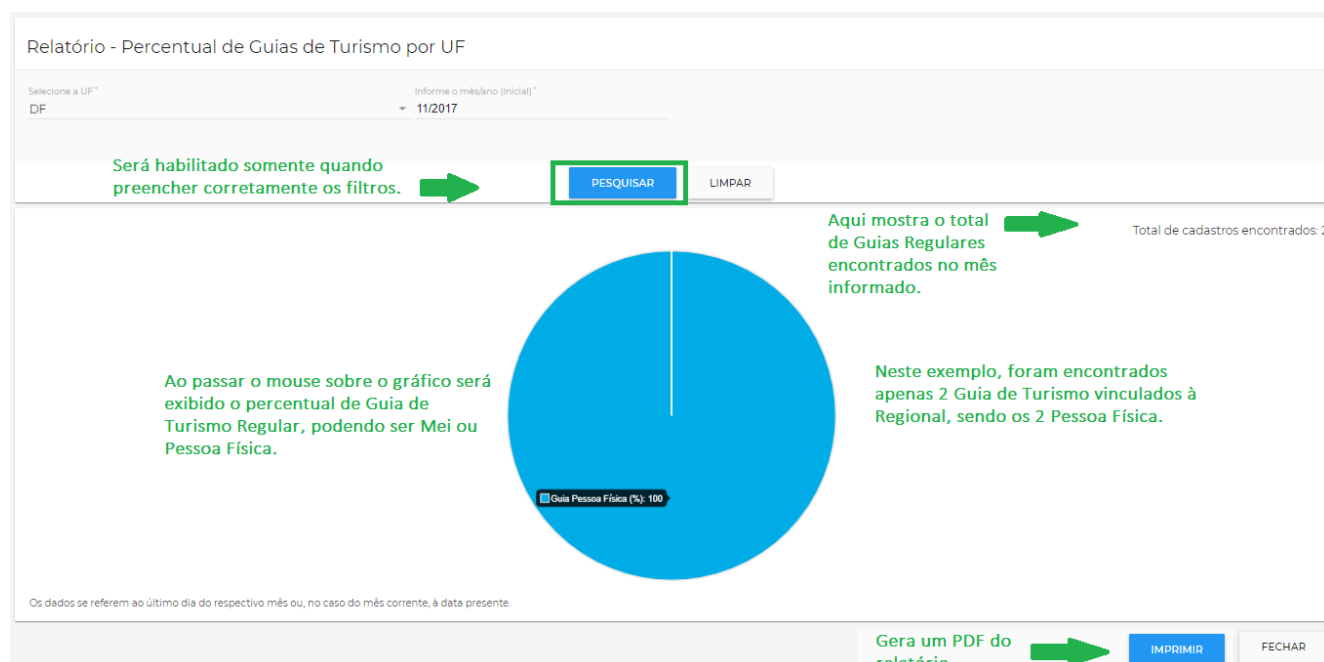 Relatório - Percentual de Guias de Turismo por UF
Selecione a UF *
Informe o mês/ano (Inicial) *
DF
11/2017
Será habilitado somente quando
preencher corretamente os filtros.
PESQUISAR
LIMPAR
Aqui mostra o total
de Guias Regulares
encontrados no mês
informado.
Total de cadastros encontrados: 2
Ao passar o mouse sobre o gráfico será
exibido o percentual de Guia de
Turismo Regular, podendo ser Mei ou
Pessoa Física.
Neste exemplo, foram encontrados
apenas 2 Guia de Turismo vinculados à
Regional, sendo os 2 Pessoa Física.
Guia Pessoa Física (%): 100
Os dados se referem ao último dia do respectivo mês ou, no caso do mês corrente, à data presente.
Gera um PDF do
relatório
IMPRIMIR
FECHAR